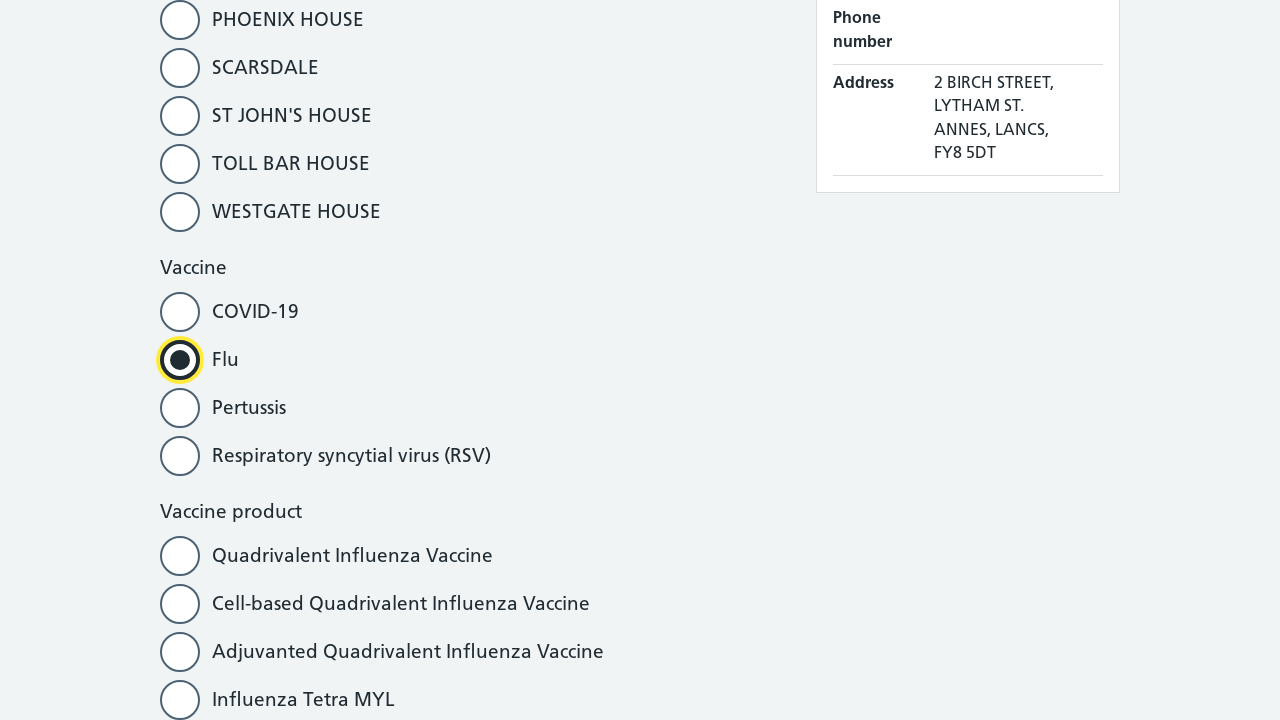 PHOENIX HOUSE
SCARSDALE
ST JOHN'S HOUSE
TOLL BAR HOUSE
WESTGATE HOUSE
Vaccine
COVID-19
Flu
Pertussis
Respiratory syncytial virus (RSV)
Vaccine product
Quadrivalent Influenza Vaccine
Cell-based Quadrivalent Influenza Vaccine
Adjuvanted Quadrivalent Influenza Vaccine
Influenza Tetra MYL
Phone
number
Address
2 BIRCH STREET,
LYTHAM ST.
ANNES, LANCS,
FY8 5DT